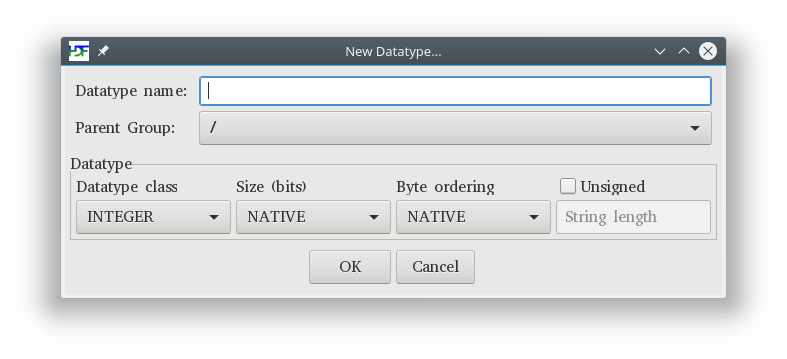 HDF
New Datatype...
Datatype name:
Parent Group: /
Datatype
Datatype class Size (bits) Byte ordering Unsigned
INTEGER NATIVE NATIVE String length
OK Cancel